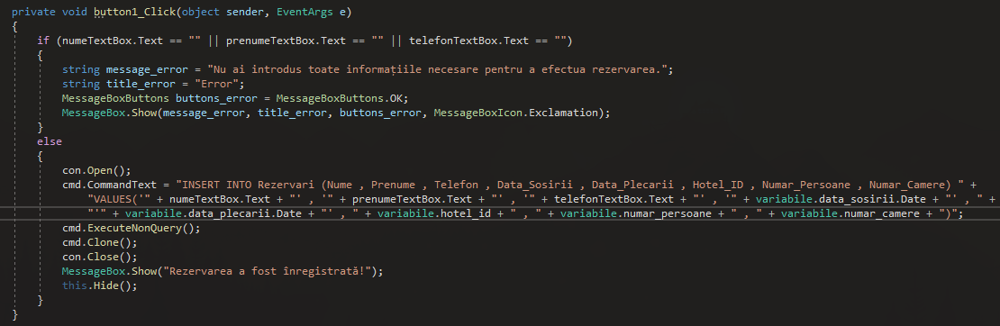 private void button1_Click(object sender, EventArgs e)
{
if (numeTextBox.Text == "" || prenumeTextBox.Text == "" || telefonTextBox.Text == "")
{
string message_error = "Nu ai introdus toate informațiile necesare pentru a efectua rezervarea.";
string title_error = "Error";
MessageBoxButtons buttons_error = MessageBoxButtons.OK;
MessageBox.Show(message_error, title_error, buttons_error, MessageBoxIcon.Exclamation);
}
else
{
con.Open();
cmd.CommandText = "INSERT INTO Rezervari (Nume , Prenume , Telefon , Data_Sosirii , Data_Plecarii , Hotel_ID , Numar_Persoane , Numar_Camere) " +
"VALUES('" + numeTextBox.Text + "' , '" + prenumeTextBox.Text + "' , '" + telefonTextBox.Text + "' , '" + variabile.data_sosirii.Date + "' , " +
"'" + variabile.data_plecarii.Date + "' , " + variabile.hotel_id + " , " + variabile.numar_persoane + " , " + variabile.numar_camere + ")";
cmd.ExecuteNonQuery();
cmd.Clone();
con.Close();
MessageBox.Show("Rezervarea a fost înregistrată!");
this.Hide();
}
}